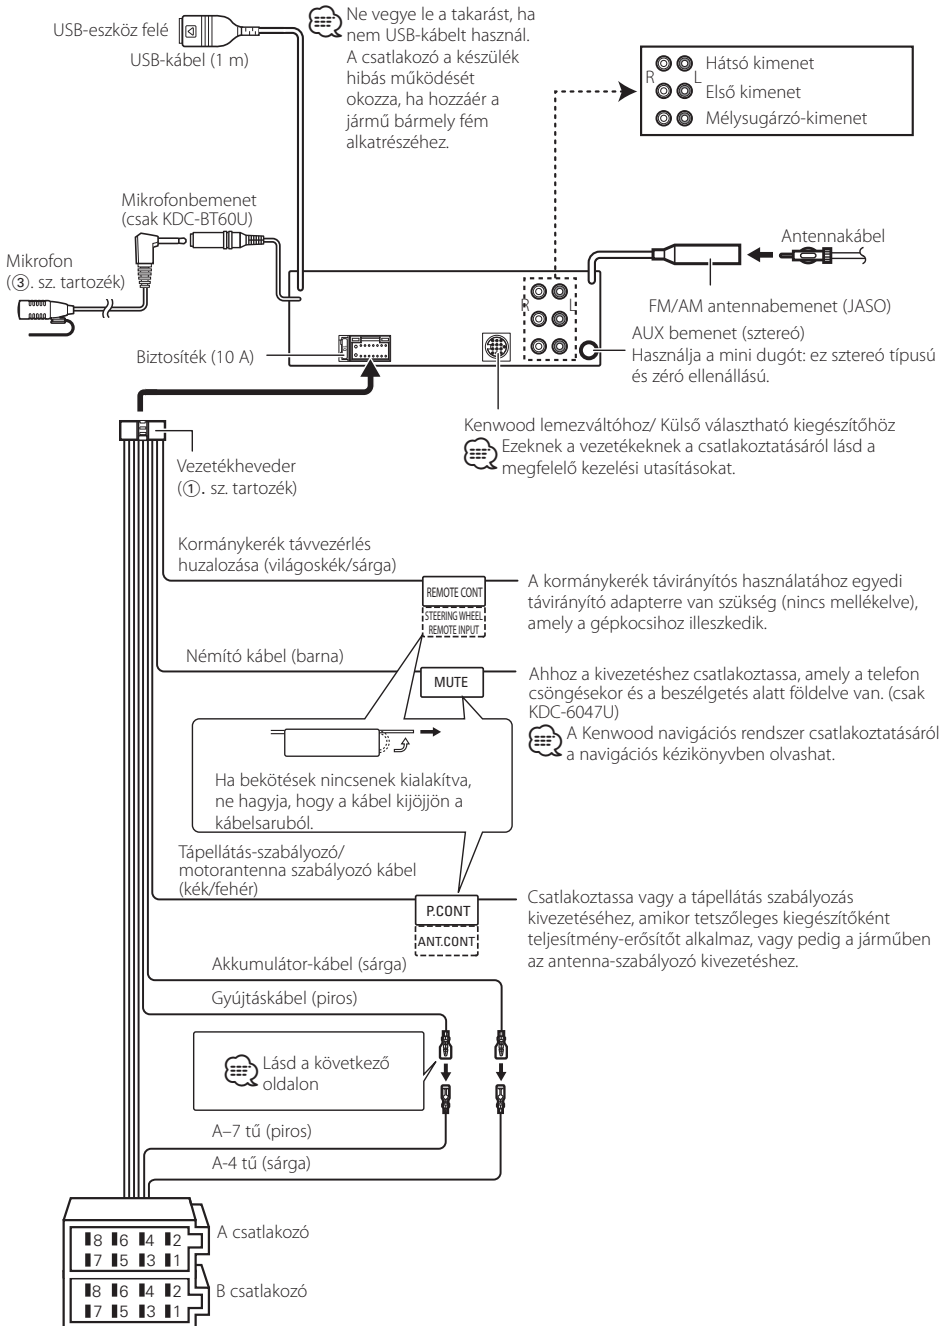 USB-eszköz felé
USB-kábel (1 m)
Ne vegye le a takarást, ha
nem USB-kábelt használ.
A csatlakozó a készülék
hibás működését
okozza, ha hozzáér a
jármű bármely fém
alkatrészéhez.
R L
Hátsó kimenet
Első kimenet
Mélysugárzó-kimenet
Mikrofonbemenet
(csak KDC-BT60U)
Mikrofon
(③. sz. tartozék)
Antennakábel
FM/AM antennabemenet (JASO)
R L
AUX bemenet (sztereó)
Használja a mini dugót: ez sztereó típusú
és zéró ellenállású.
Biztosíték (10 A)
Kenwood lemezváltóhoz/ Külső választható kiegészítőhöz
Ezeknek a vezetékeknek a csatlakoztatásáról lásd a
megfelelő kezelési utasításokat.
Vezetékheveder
(①. sz. tartozék)
Kormánykerék távvezérlés
huzalozása (világoskék/sárga)
REMOTE CONT
STEERING WHEEL
REMOTE INPUT
A kormánykerék távirányítós használatához egyedi
távirányító adapterre van szükség (nincs mellékelve),
amely a gépkocsihoz illeszkedik.
Némító kábel (barna)
MUTE
Ahhoz a kivezetéshez csatlakoztassa, amely a telefon
csöngésekor és a beszélgetés alatt földelve van. (csak
KDC-6047U)
A Kenwood navigációs rendszer csatlakoztatásáról
a navigációs kézikönyvben olvashat.
Ha bekötések nincsenek kialakítva,
ne hagyja, hogy a kábel kijöjjön a
kábelsaruból.
Tápellátás-szabályozó/
motorantenna szabályozó kábel
(kék/fehér)
P.CONT
ANT.CONT
Csatlakoztassa vagy a tápellátás szabályozás
kivezetéséhez, amikor tetszőleges kiegészítőként
teljesítmény-erősítőt alkalmaz, vagy pedig a járműben
az antenna-szabályozó kivezetéshez.
Akkumulátor-kábel (sárga)
Gyújtáskábel (piros)
Lásd a következő
oldalon
A–7 tű (piros)
A-4 tű (sárga)
A csatlakozó
8 6 4 2
7 5 3 1
B csatlakozó
8 6 4 2
7 5 3 1